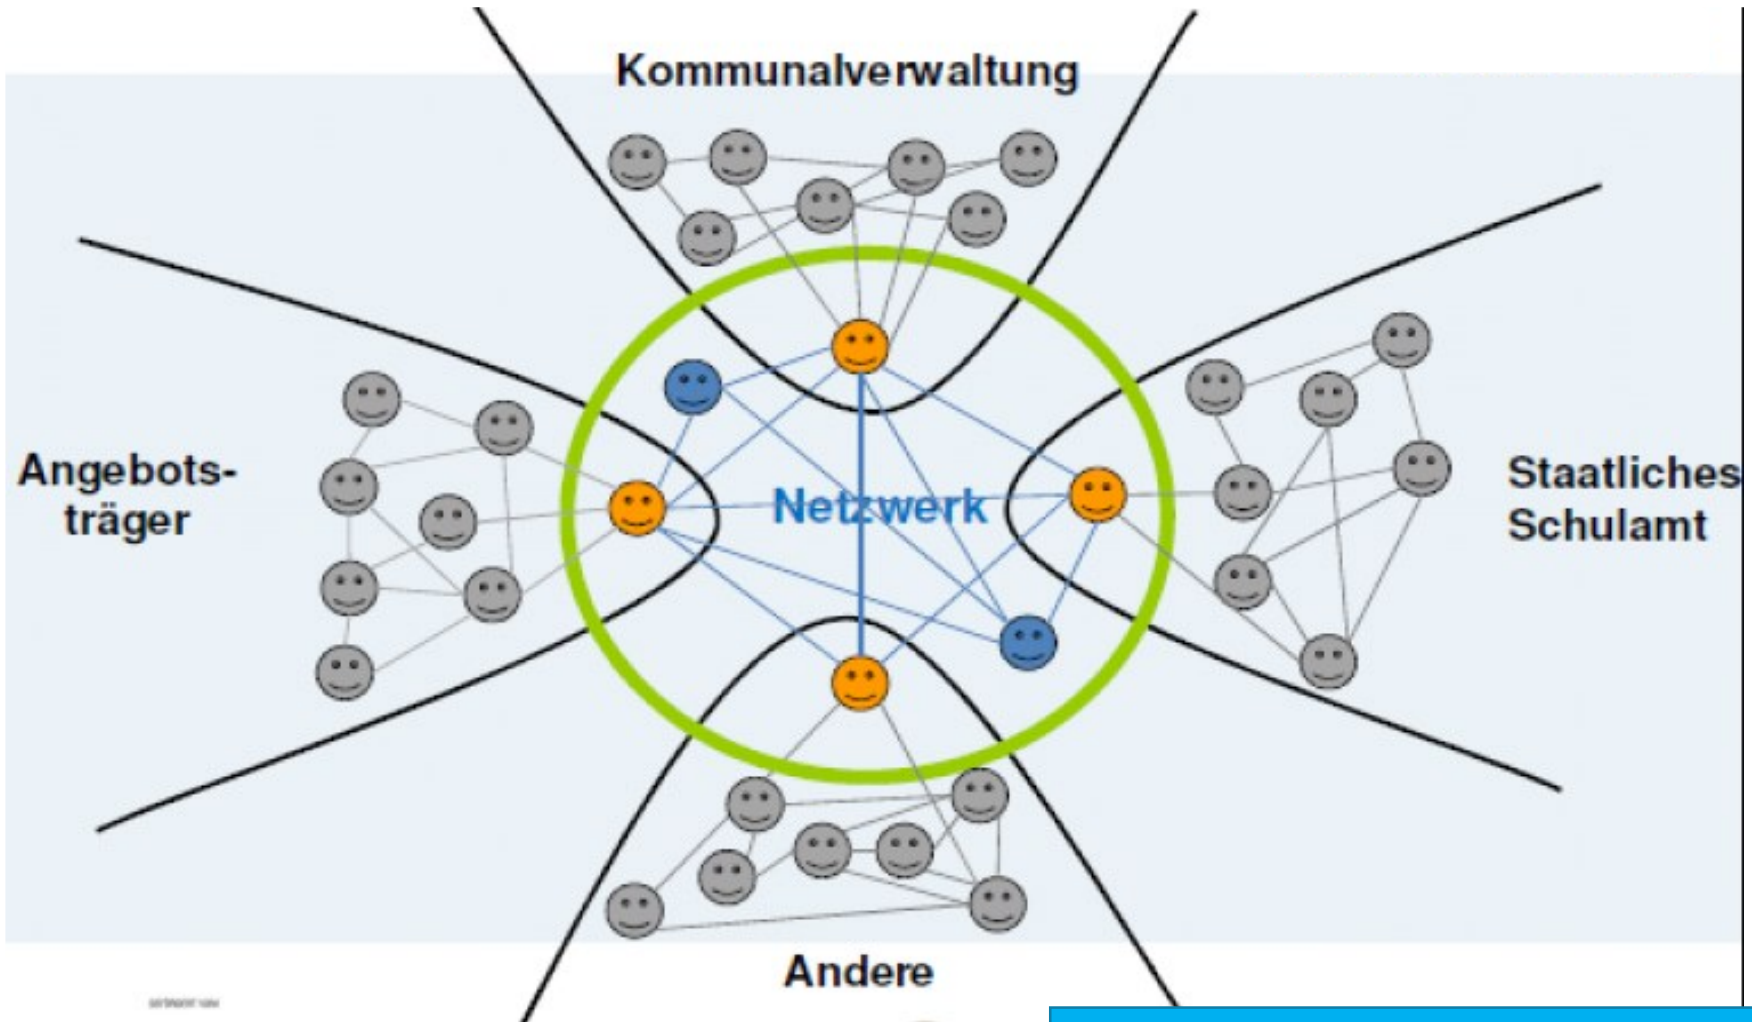 Kommunalverwaltung
Angebots-
träger
Netzwerk
Staatliches
Schulamt
Andere